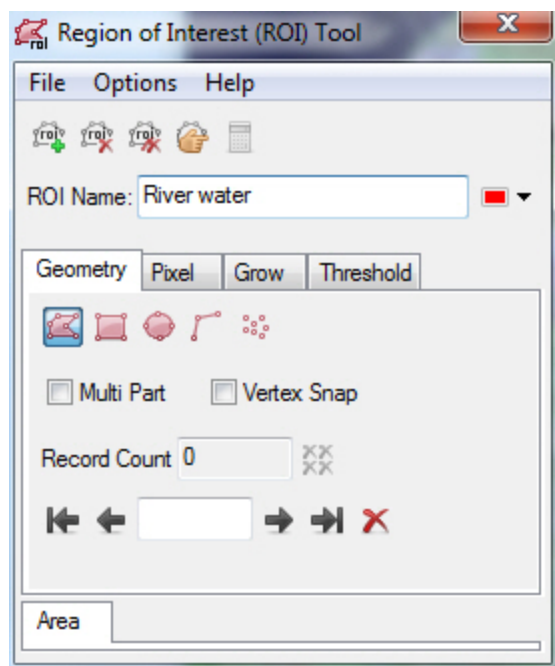 Region of Interest (ROI) Tool
File Options Help
ROI Name: River water
Geometry Pixel Grow Threshold
Multi Part Vertex Snap
Record Count 0
Area